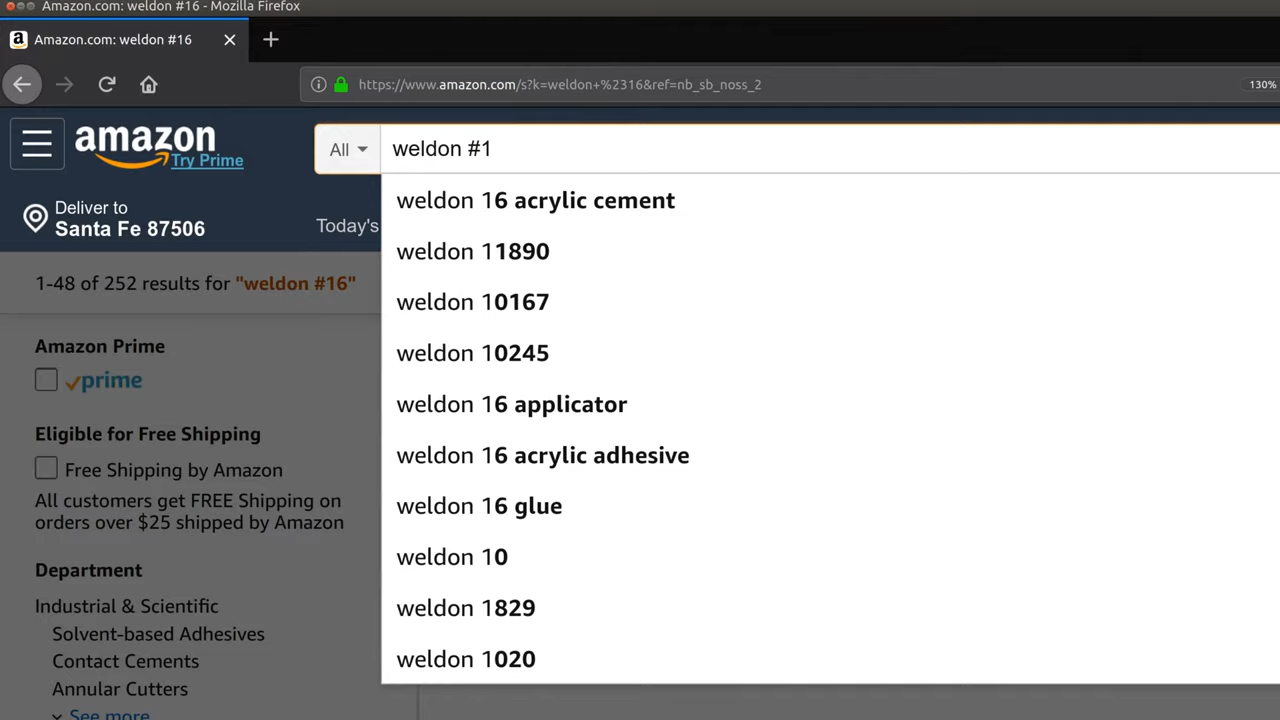 Amazon.com: weldon #16 - Mozilla Firefox
Amazon.com: weldon #16
https://www.amazon.com/s?k=weldon+%2316&ref=nb_sb_noss_2
130%
amazon
Try Prime
All
weldon #1
Deliver to
Santa Fe 87506
Today's
weldon 16 acrylic cement
weldon 11890
weldon 10167
weldon 10245
weldon 16 applicator
weldon 16 acrylic adhesive
weldon 16 glue
weldon 10
weldon 1829
weldon 1020
1-48 of 252 results for "weldon #16"
Amazon Prime
prime
Eligible for Free Shipping
Free Shipping by Amazon
All customers get FREE Shipping on
orders over $25 shipped by Amazon
Department
Industrial & Scientific
Solvent-based Adhesives
Contact Cements
Annular Cutters
See more